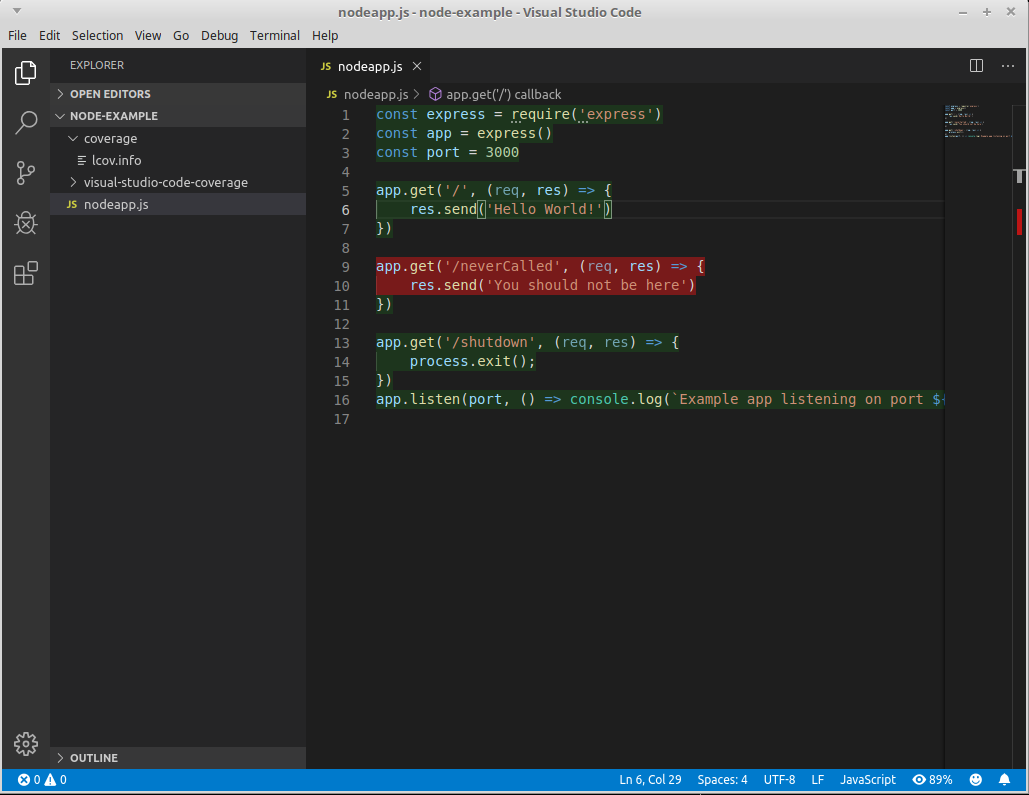 nodeapp.js - node-example - Visual Studio Code
File Edit Selection View Go Debug Terminal Help
EXPLORER
OPEN EDITORS
NODE-EXAMPLE
coverage
lcov.info
visual-studio-code-coverage
JS nodeapp.js
OUTLINE
JS nodeapp.js
JS nodeapp.js > app.get('/') callback
1 const express = require('express')
2 const app = express()
3 const port = 3000
4
5 app.get('/', (req, res) => {
6     res.send('Hello World!')
7 })
8
9 app.get('/neverCalled', (req, res) => {
10     res.send('You should not be here')
11 })
12
13 app.get('/shutdown', (req, res) => {
14     process.exit();
15 })
16 app.listen(port, () => console.log(`Example app listening on port ${
17
0 0 Ln 6, Col 29 Spaces: 4 UTF-8 LF JavaScript 89%